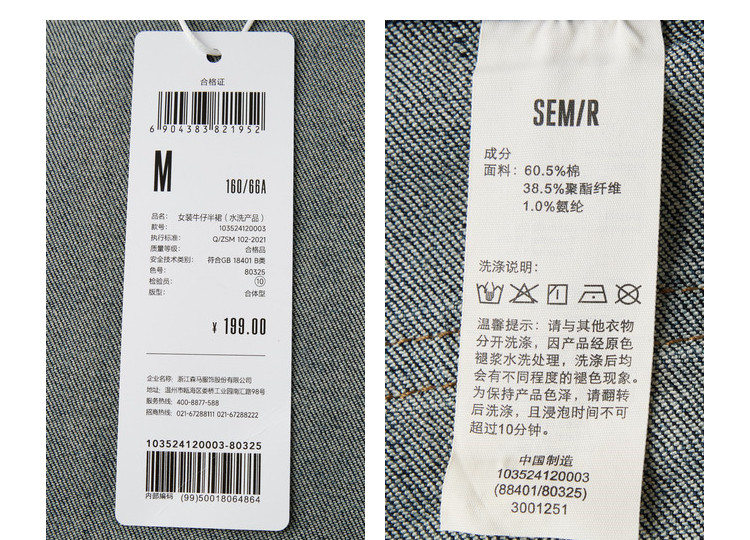 合格证
6 904383 821952
M
160/66A
品名： 女装牛仔半裙（水洗产品）
款号： 103524120003
执行标准： Q/ZSM 102-2021
质量等级： 合格品
安全技术类别： 符合GB 18401 B类
色号： 80325
检验员： 10
版型： 合体型
¥ 199.00
企业名称：浙江森马服饰股份有限公司
地址：温州市瓯海区娄桥工业园南汇路98号
服务热线：400-8877-588
招商热线：021-67288111 021-67288222
103524120003-80325
内部编码 (99)50018064864
SEM/R
成分
面料：60.5%棉
38.5%聚酯纤维
1.0%氨纶
洗涤说明：
温馨提示：请与其他衣物
分开洗涤，因产品经原色
褪浆水洗处理，洗涤后均
会有不同程度的褪色现象。
为保持产品色泽，请翻转
后洗涤，且浸泡时间不可
超过10分钟。
中国制造
103524120003
(88401/80325)
3001251